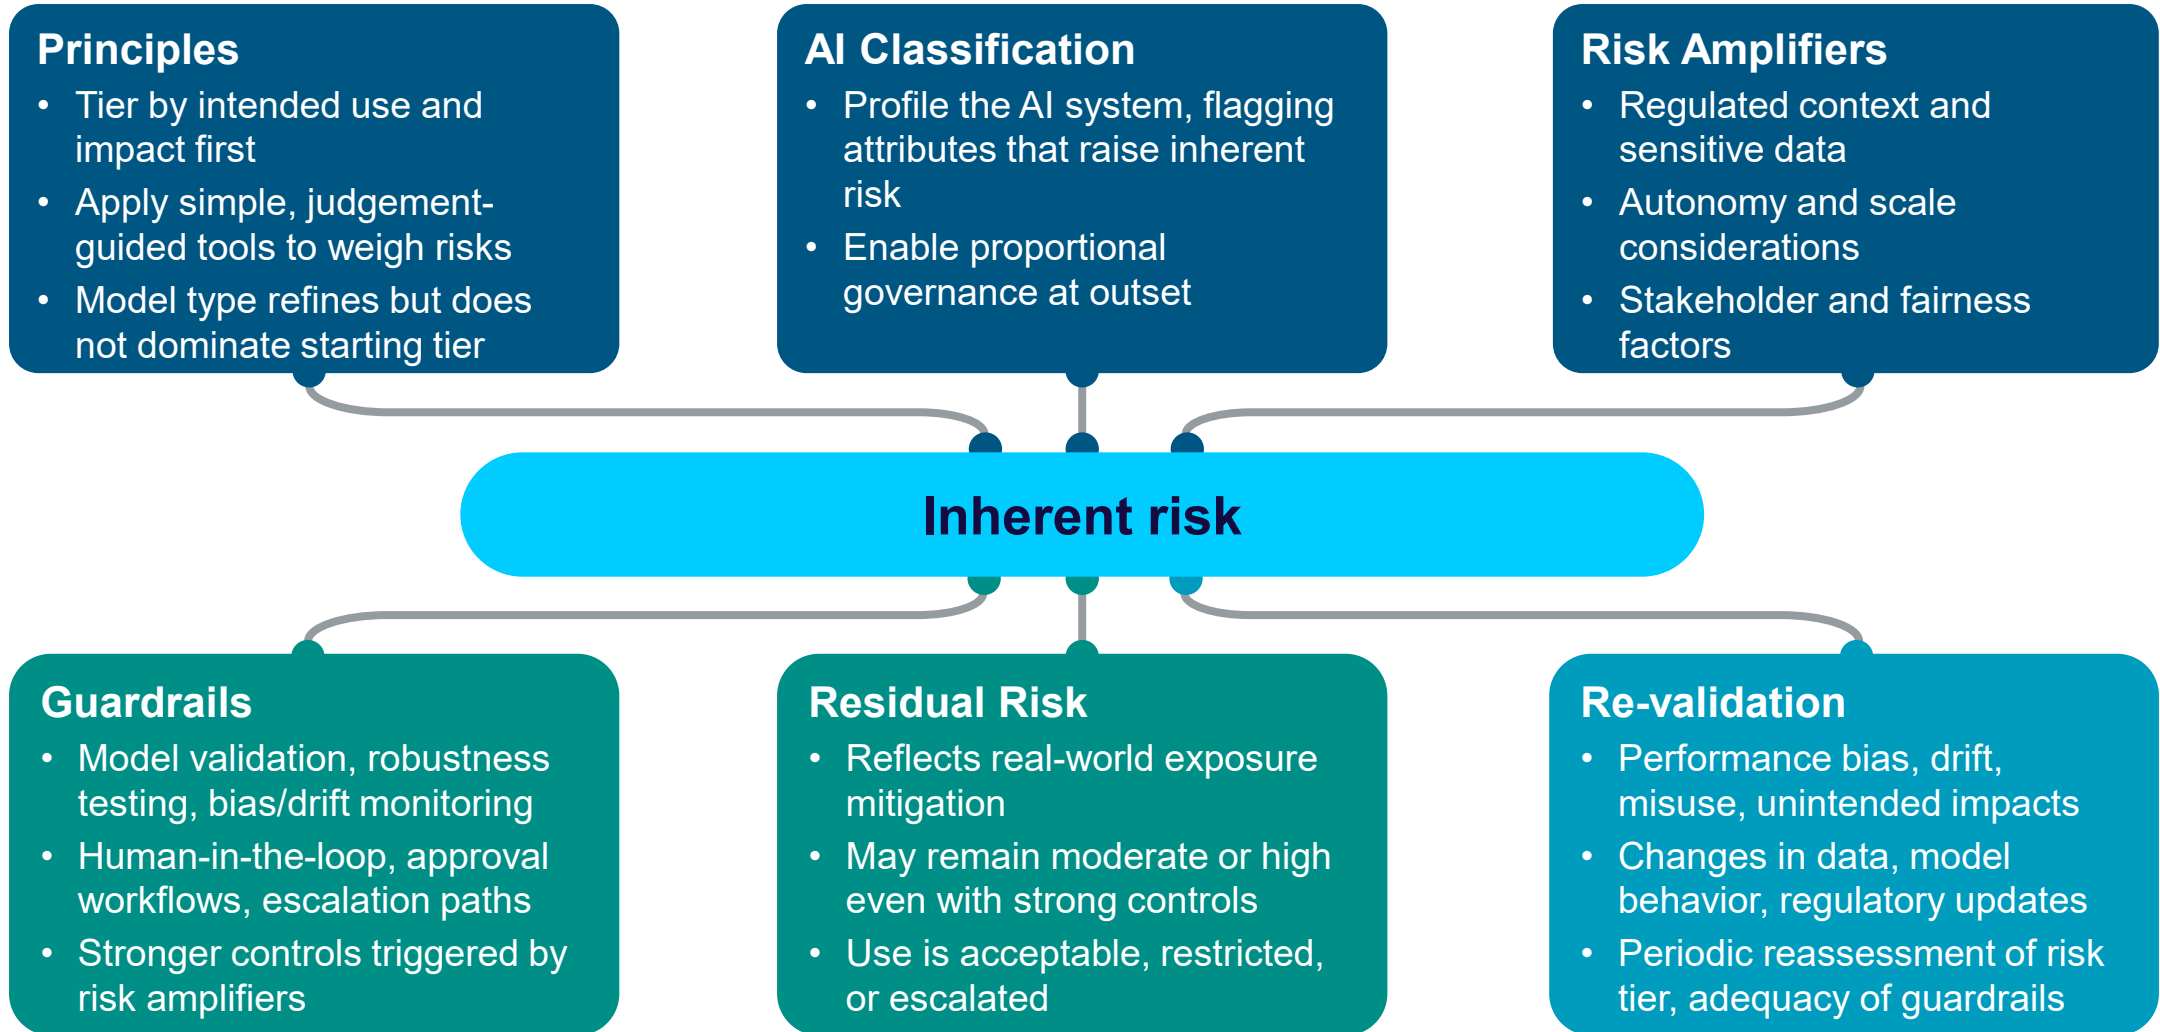 Principles
• Tier by intended use and
impact first
• Apply simple, judgement-
guided tools to weigh risks
• Model type refines but does
not dominate starting tier
AI Classification
• Profile the AI system, flagging
attributes that raise inherent
risk
• Enable proportional
governance at outset
Risk Amplifiers
• Regulated context and
sensitive data
• Autonomy and scale
considerations
• Stakeholder and fairness
factors
Inherent risk
Guardrails
• Model validation, robustness
testing, bias/drift monitoring
• Human-in-the-loop, approval
workflows, escalation paths
• Stronger controls triggered by
risk amplifiers
Residual Risk
• Reflects real-world exposure
mitigation
• May remain moderate or high
even with strong controls
• Use is acceptable, restricted,
or escalated
Re-validation
• Performance bias, drift,
misuse, unintended impacts
• Changes in data, model
behavior, regulatory updates
• Periodic reassessment of risk
tier, adequacy of guardrails